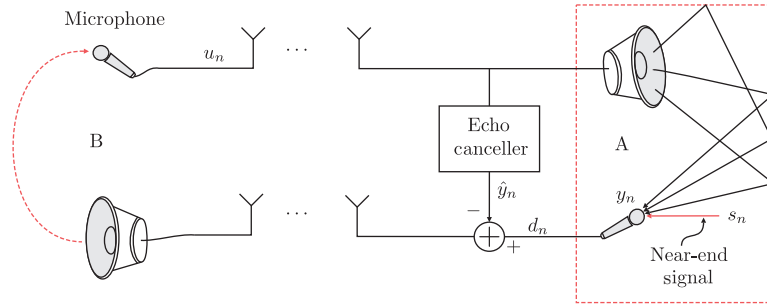 Microphone
u_n
...
Echo
canceller
B
A
ŷ_n
y_n
...
−
+
d_n
s_n
+
Near-end
signal